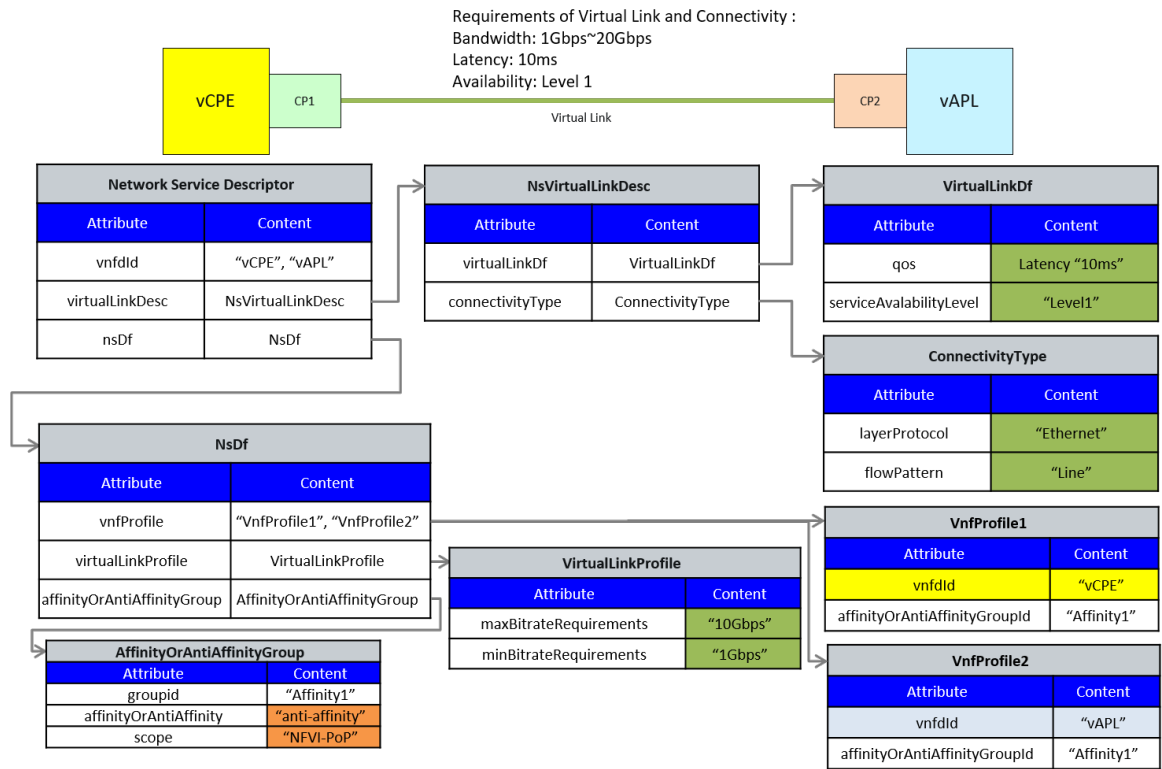 Requirements of Virtual Link and Connectivity :
Bandwidth: 1Gbps~20Gbps
Latency: 10ms
Availability: Level 1
vCPE
CP1
Virtual Link
CP2
vAPL
Network Service Descriptor
Attribute Content
vnfdId “vCPE”, “vAPL”
virtualLinkDesc NsVirtualLinkDesc
nsDf NsDf
NsVirtualLinkDesc
Attribute Content
virtualLinkDf VirtualLinkDf
connectivityType ConnectivityType
VirtualLinkDf
Attribute Content
qos Latency “10ms”
serviceAvalabilityLevel “Level1”
ConnectivityType
Attribute Content
layerProtocol “Ethernet”
flowPattern “Line”
NsDf
Attribute Content
vnfProfile “VnfProfile1”, “VnfProfile2”
virtualLinkProfile VirtualLinkProfile
affinityOrAntiAffinityGroup AffinityOrAntiAffinityGroup
VirtualLinkProfile
Attribute Content
maxBitrateRequirements “10Gbps”
minBitrateRequirements “1Gbps”
VnfProfile1
Attribute Content
vnfdId “vCPE”
affinityOrAntiAffinityGroupId “Affinity1”
AffinityOrAntiAffinityGroup
Attribute Content
groupid “Affinity1”
affinityOrAntiAffinity “anti-affinity”
scope “NFVI-PoP”
VnfProfile2
Attribute Content
vnfdId “vAPL”
affinityOrAntiAffinityGroupId “Affinity1”